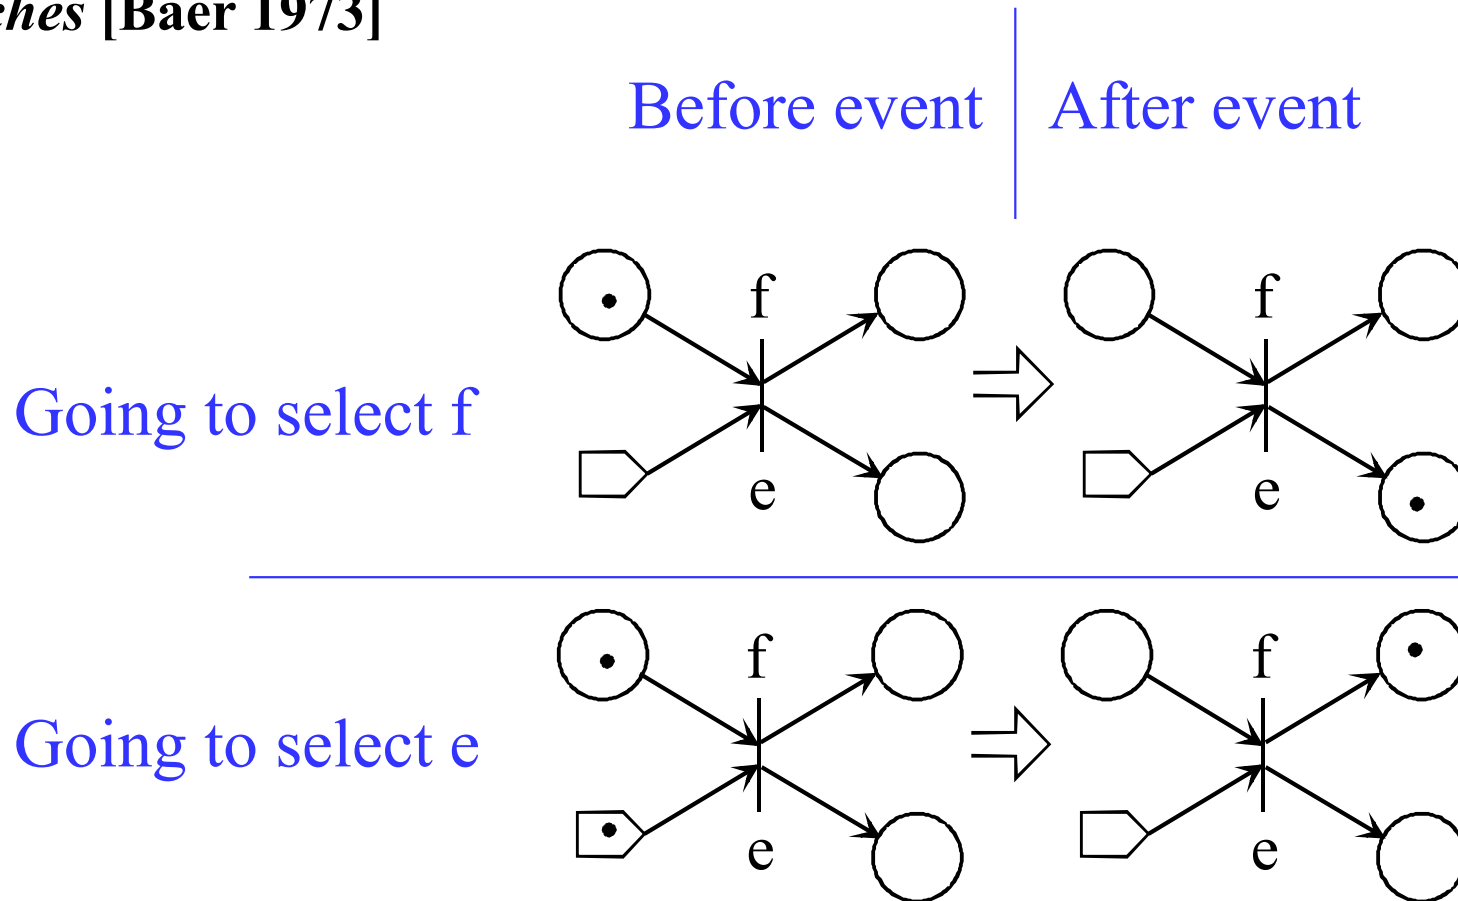 ches [Baer 1973]
Before event After event
f f
Going to select f
e e
f f
Going to select e
e e